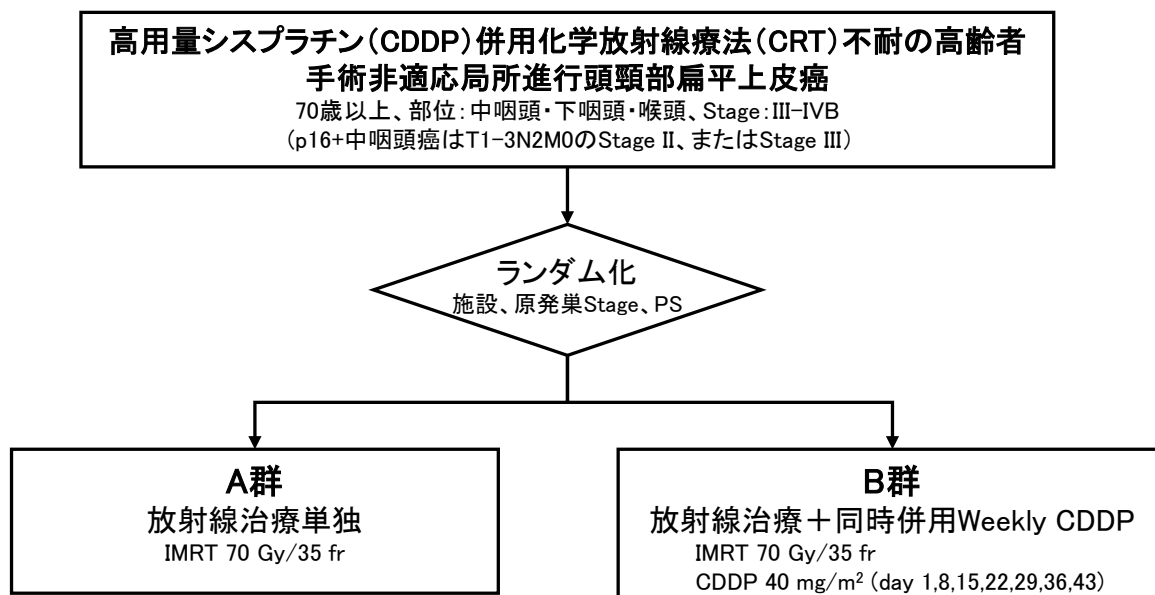 高用量シスプラチン(CDDP)併用化学放射線療法(CRT)不耐の高齢者
手術非適応局所進行頭頸部扁平上皮癌
70歳以上、部位:中咽頭・下咽頭・喉頭、Stage:III-IVB
(p16+中咽頭癌はT1-3N2M0のStage II、またはStage III)
ランダム化
施設、原発巣Stage、PS
A群
放射線治療単独
IMRT 70 Gy/35 fr
B群
放射線治療+同時併用Weekly CDDP
IMRT 70 Gy/35 fr
CDDP 40 mg/m² (day 1,8,15,22,29,36,43)